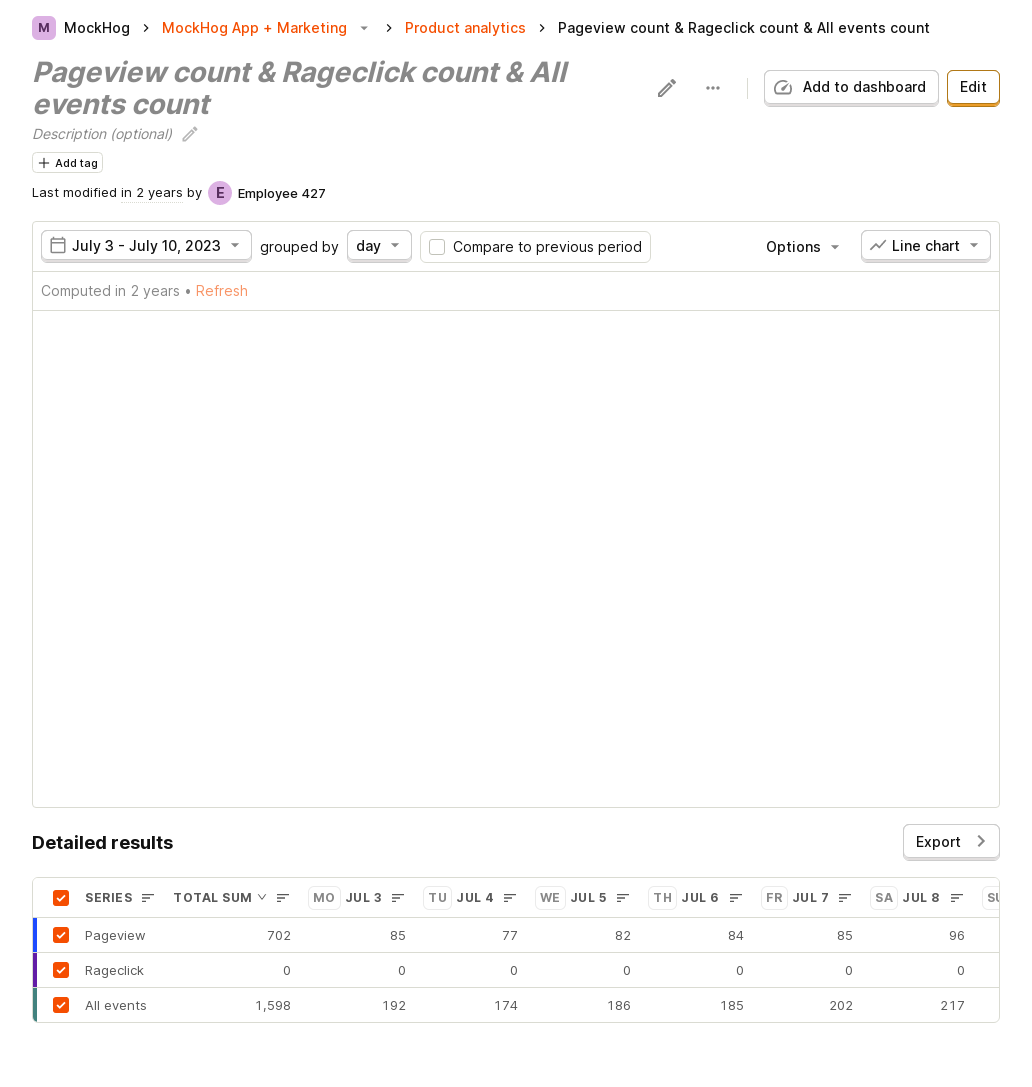 M MockHog MockHog App + Marketing Product analytics Pageview count & Rageclick count & All events count
Pageview count & Rageclick count & All
events count
Add to dashboard Edit
Description (optional)
Add tag
Last modified in 2 years by E Employee 427
July 3 - July 10, 2023 grouped by day Compare to previous period Options Line chart
Computed in 2 years • Refresh
Detailed results Export
SERIES TOTAL SUM MO JUL 3 TU JUL 4 WE JUL 5 TH JUL 6 FR JUL 7 SA JUL 8
Pageview 702 85 77 82 84 85 96
Rageclick 0 0 0 0 0 0 0
All events 1,598 192 174 186 185 202 217